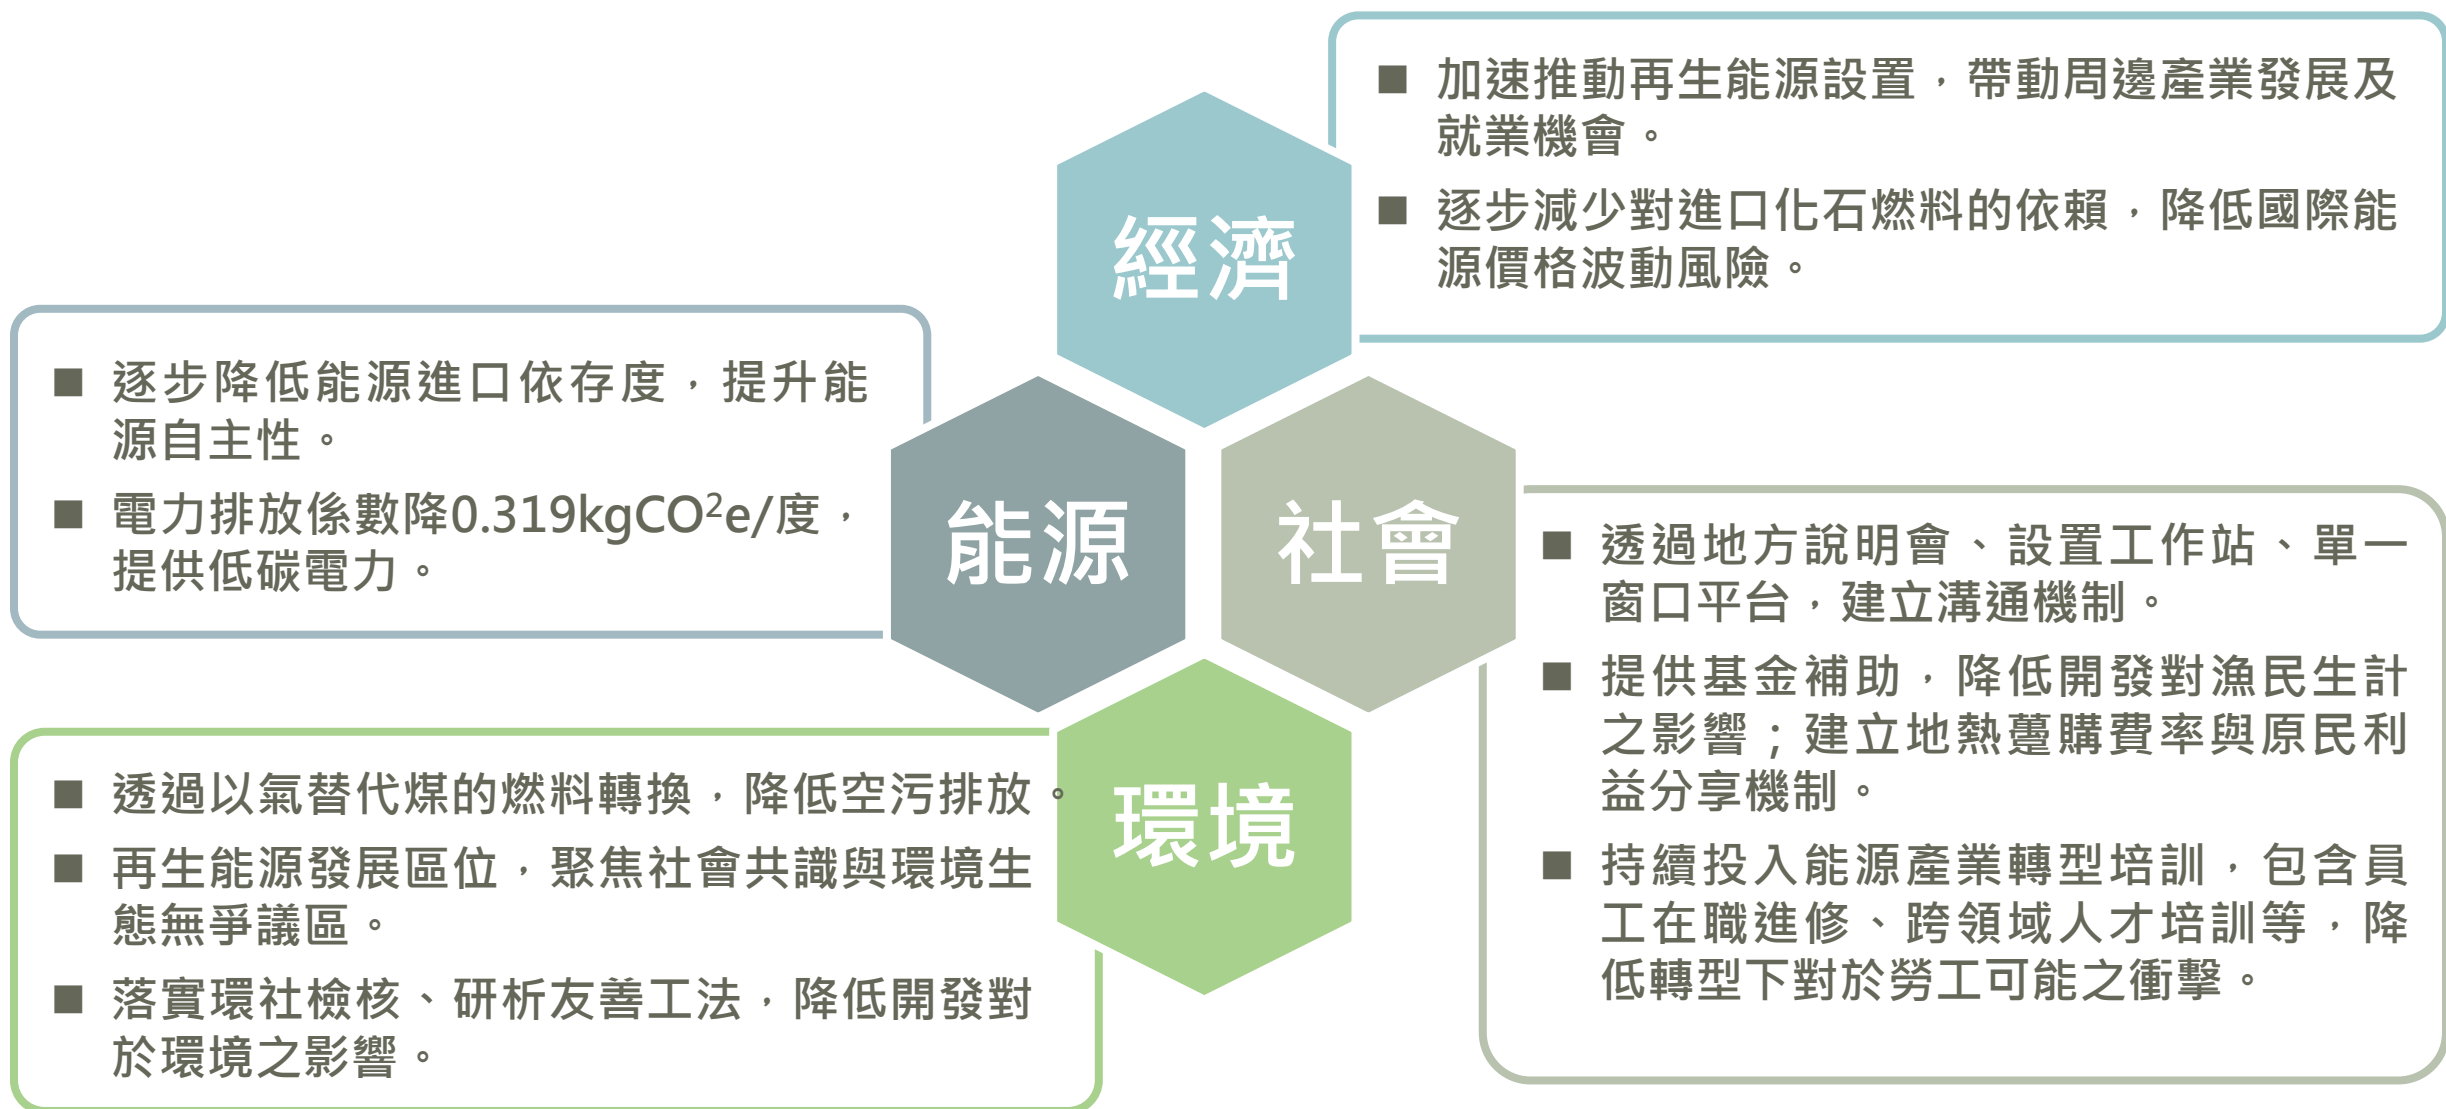 經濟
■ 加速推動再生能源設置，帶動周邊產業發展及
就業機會。
■ 逐步減少對進口化石燃料的依賴，降低國際能
源價格波動風險。
能源
■ 逐步降低能源進口依存度，提升能
源自主性。
■ 電力排放係數降0.319kgCO²e/度，
提供低碳電力。
社會
■ 透過地方說明會、設置工作站、單一
窗口平台，建立溝通機制。
■ 提供基金補助，降低開發對漁民生計
之影響；建立地熱躉購費率與原民利
益分享機制。
■ 持續投入能源產業轉型培訓，包含員
工在職進修、跨領域人才培訓等，降
低轉型下對於勞工可能之衝擊。
環境
■ 透過以氣替代煤的燃料轉換，降低空污排放。
■ 再生能源發展區位，聚焦社會共識與環境生
態無爭議區。
■ 落實環社檢核、研析友善工法，降低開發對
於環境之影響。